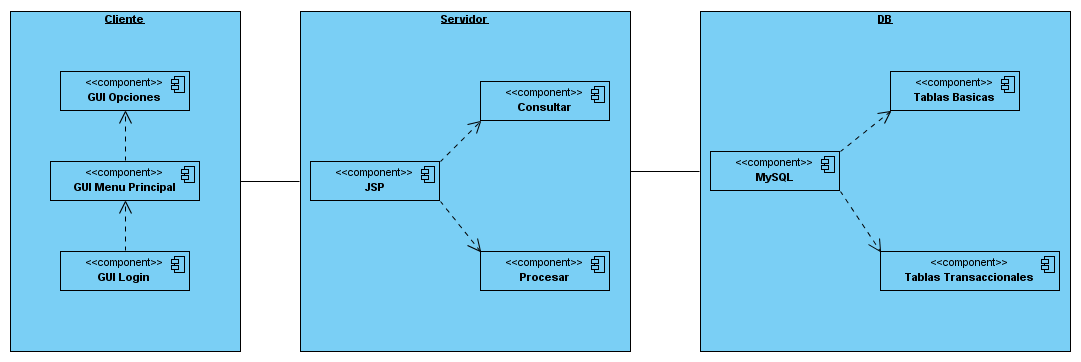 Cliente
<<component>>
GUI Opciones
<<component>>
GUI Menu Principal
<<component>>
GUI Login
Servidor
<<component>>
Consultar
<<component>>
JSP
<<component>>
Procesar
DB
<<component>>
Tablas Basicas
<<component>>
MySQL
<<component>>
Tablas Transaccionales